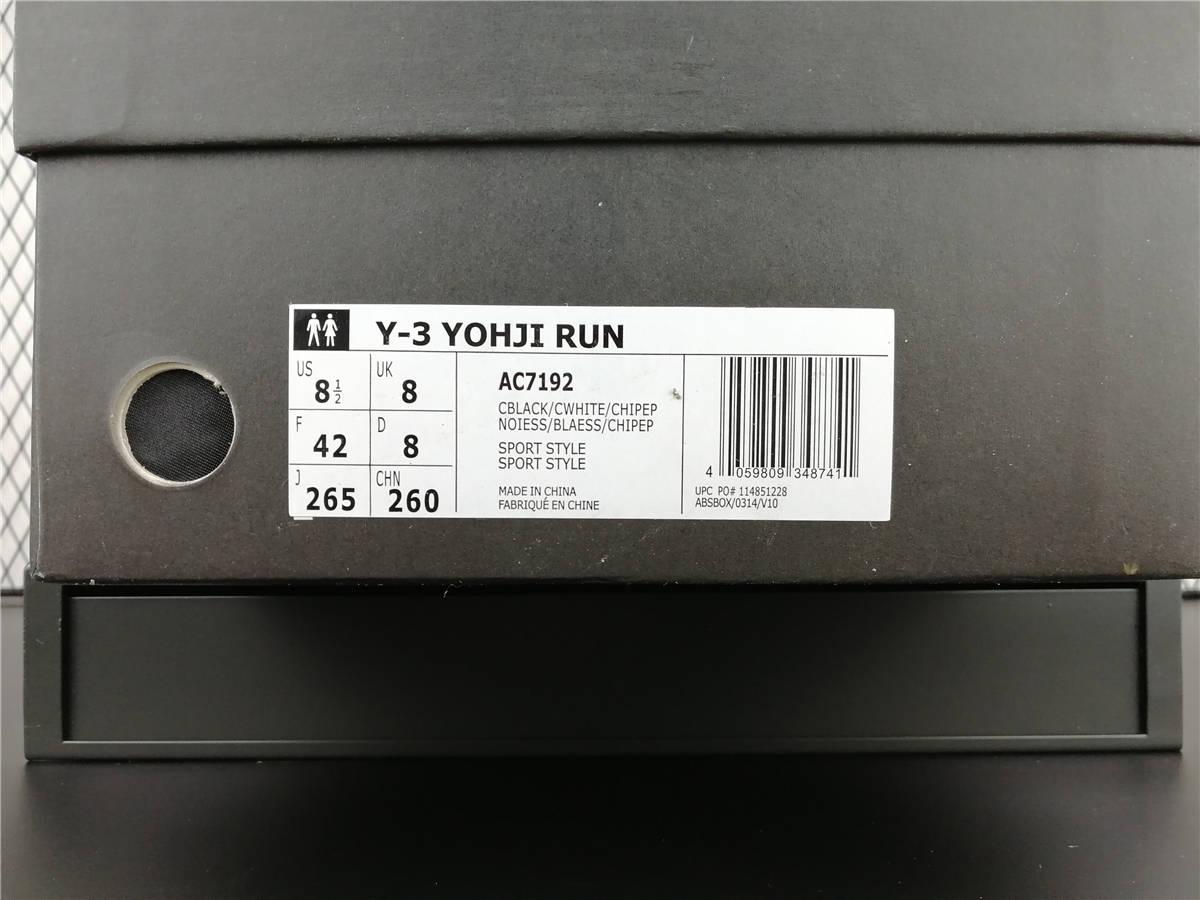 Y-3 YOHJI RUN
US 8 1/2
UK 8
F 42
D 8
J 265
CHN 260
AC7192
CBLACK/CWHITE/CHIPEP
NOIESS/BLAESS/CHIPEP
SPORT STYLE
SPORT STYLE
MADE IN CHINA
FABRIQUÉ EN CHINE
4 059809 348741
UPC PO# 114851228
ABSBOX/0314/V10